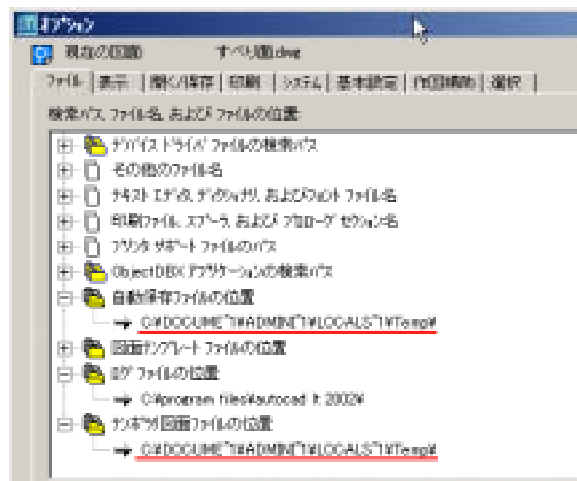 オプション
現在の図面 すべり面.dwg
ファイル 表示 開く/保存 印刷 システム 基本設定 作図補助 選択
検索パス、ファイル名、および ファイルの位置:
デバイス ドライバ ファイルの検索パス
その他のファイル名
テキスト エディタ、ディクショナリ、およびフォント ファイル名
印刷ファイル、スプーラ、および プロローグ セクション名
プリンタ サポート ファイルのパス
ObjectDBX アプリケーションの検索パス
自動保存ファイルの位置
C:¥DOCUME~1¥ADMINI~1¥LOCALS~1¥Temp¥
図面テンプレート ファイルの位置
ログ ファイルの位置
C:¥program files¥autocad lt 2002¥
テンポラリ図面ファイルの位置
C:¥DOCUME~1¥ADMINI~1¥LOCALS~1¥Temp¥